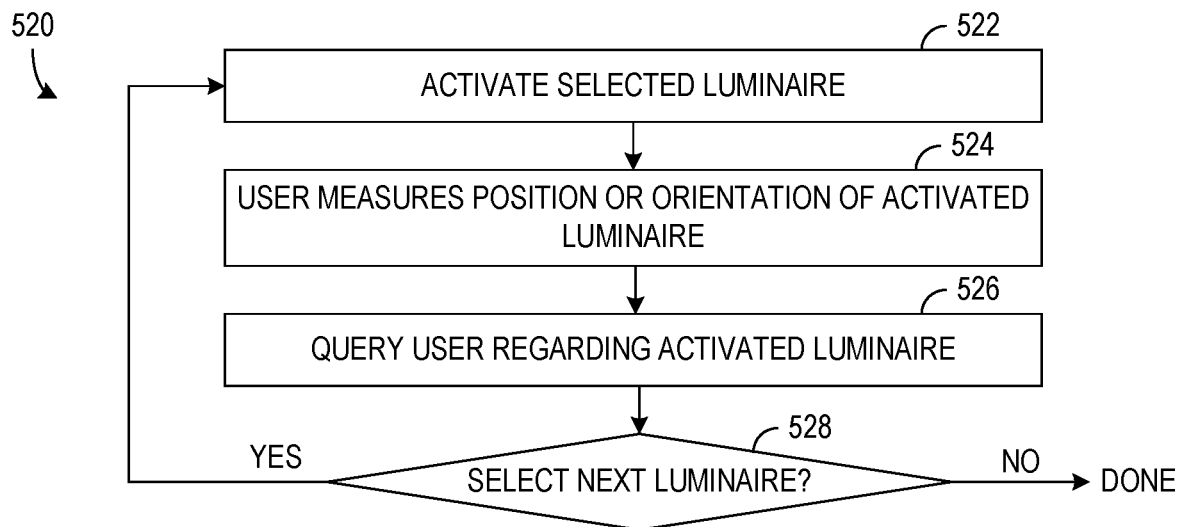 520
522
ACTIVATE SELECTED LUMINAIRE
524
USER MEASURES POSITION OR ORIENTATION OF ACTIVATED
LUMINAIRE
526
QUERY USER REGARDING ACTIVATED LUMINAIRE
528
YES
SELECT NEXT LUMINAIRE?
NO
DONE